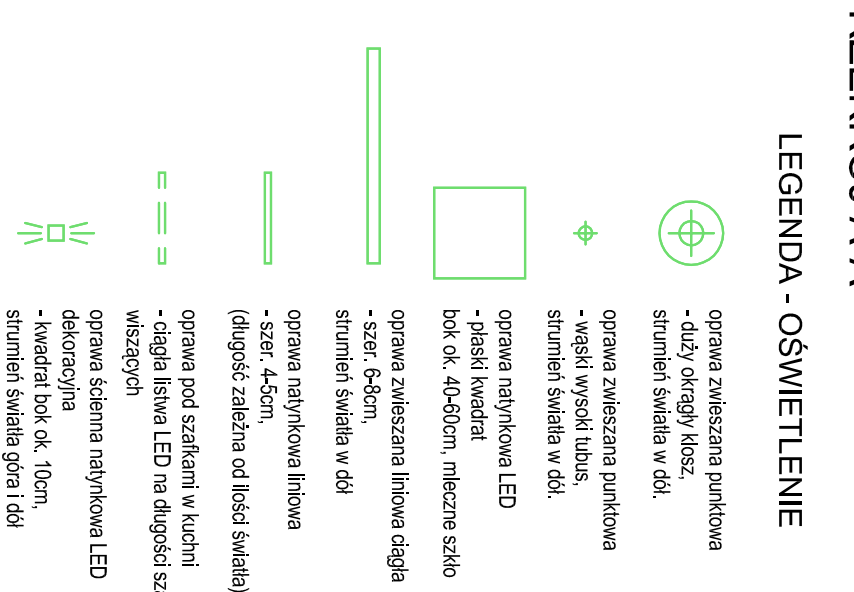 LEGENDA - OŚWIETLENIE
oprawa zwieszana punktowa
- duży okrągły klosz,
strumień światła w dół.
oprawa zwieszana punktowa
- wąski wysoki tubus,
strumień światła w dół.
oprawa natynkowa LED
- płaski kwadrat
bok ok. 40-60cm, mleczne szkło
oprawa zwieszana liniowa ciągła
- szer. 6-8cm,
strumień światła w dół
oprawa natynkowa liniowa
- szer. 4-5cm,
(długość zależna od ilości światła)
oprawa pod szafkami w kuchni
- ciągła listwa LED na długości
wiszących
oprawa ścienna natynkowa LED
dekoracyjna
- kwadrat bok ok. 10cm,
strumień światła góra i dół